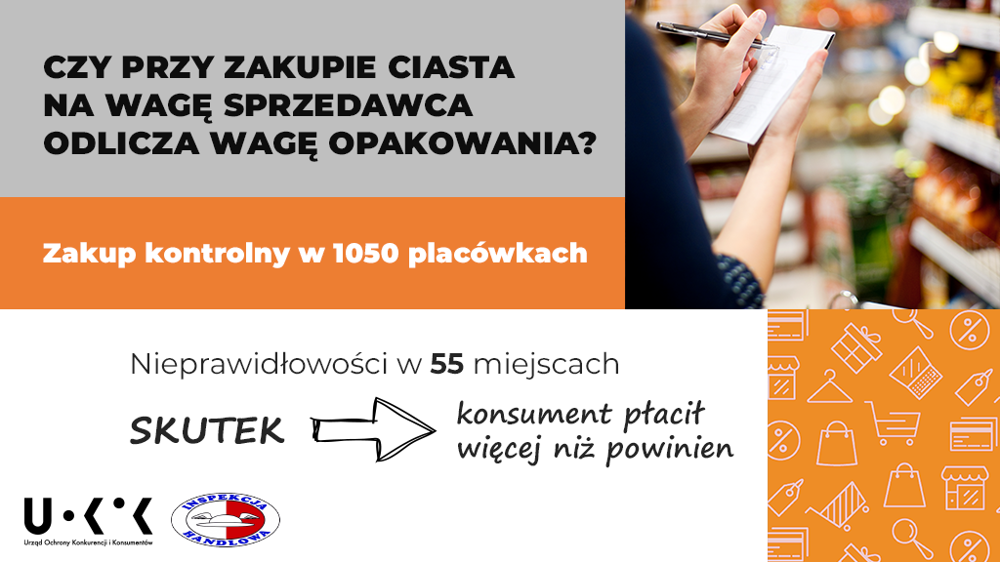 CZY PRZY ZAKUPIE CIASTA
NA WAGĘ SPRZEDAWCA
ODLICZA WAGĘ OPAKOWANIA?
Zakup kontrolny w 1050 placówkach
Nieprawidłowości w 55 miejscach
SKUTEK
konsument płacił
więcej niż powinien
UOKiK
Urząd Ochrony Konkurencji i Konsumentów
INSPEKCJA
HANDLOWA